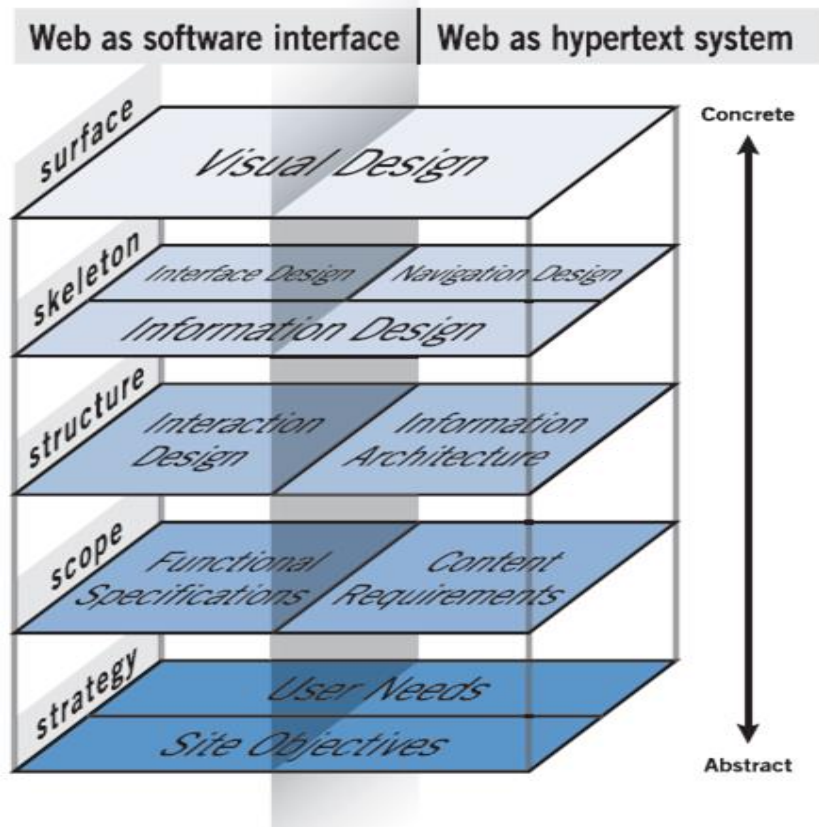 Web as software interface
Web as hypertext system
Concrete
surface
Visual Design
skeleton
Interface Design
Navigation Design
Information Design
structure
Interaction
Design
Information
Architecture
scope
Functional
Specifications
Content
Requirements
strategy
User Needs
Site Objectives
Abstract